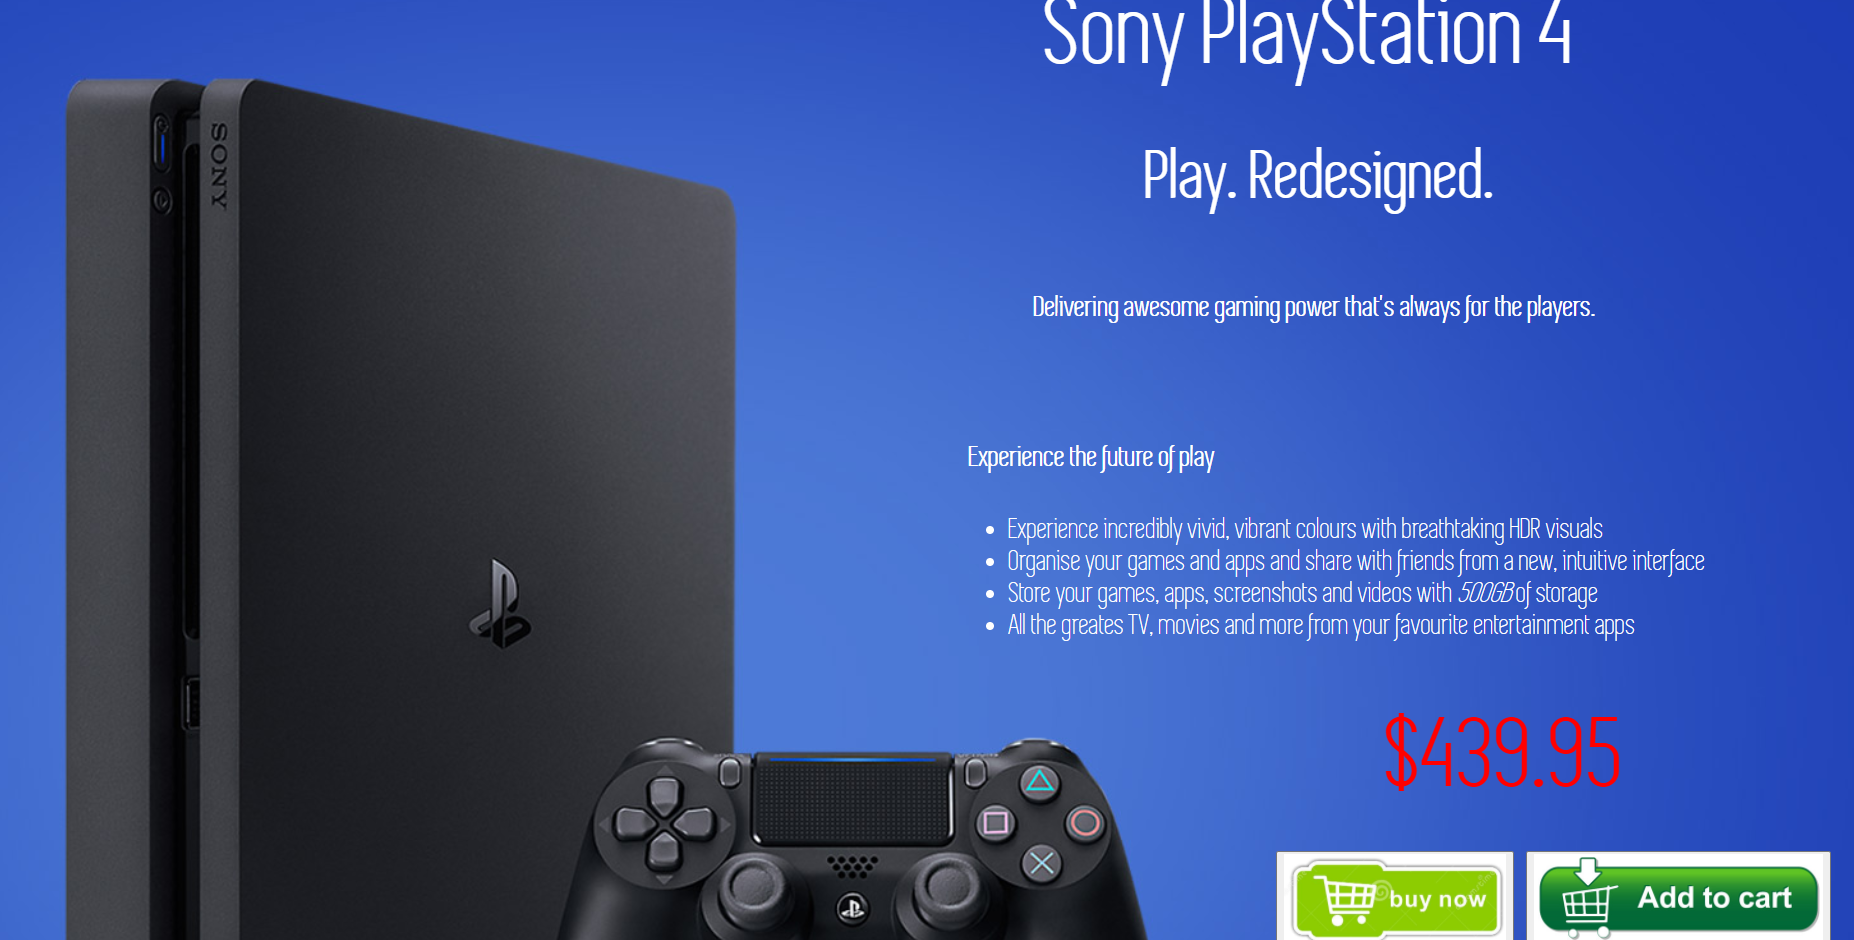 Sony PlayStation 4
Play. Redesigned.
Delivering awesome gaming power that's always for the players.
Experience the future of play
• Experience incredibly vivid, vibrant colours with breathtaking HDR visuals
• Organise your games and apps and share with friends from a new, intuitive interface
• Store your games, apps, screenshots and videos with 500GB of storage
• All the greates TV, movies and more from your favourite entertainment apps
$439.95
buy now
Add to cart
SONY